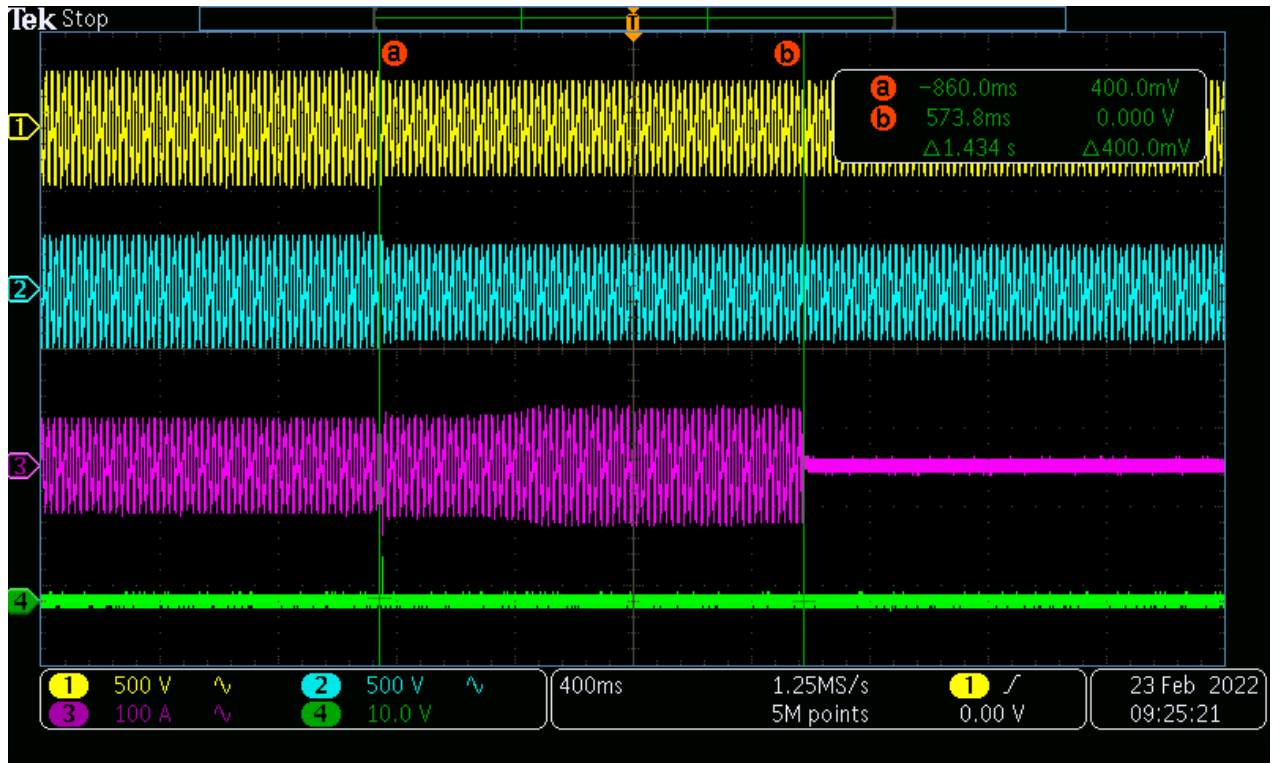 Tek Stop
T
a b
a -860.0ms 400.0mV
b 573.8ms 0.000 V
△1.434 s △400.0mV
1
2
3
4
1 500 V ∿ 2 500 V ∿ 400ms 1.25MS/s 1 ∫ 23 Feb 2022
3 100 A ∿ 4 10.0 V 5M points 0.00 V 09:25:21